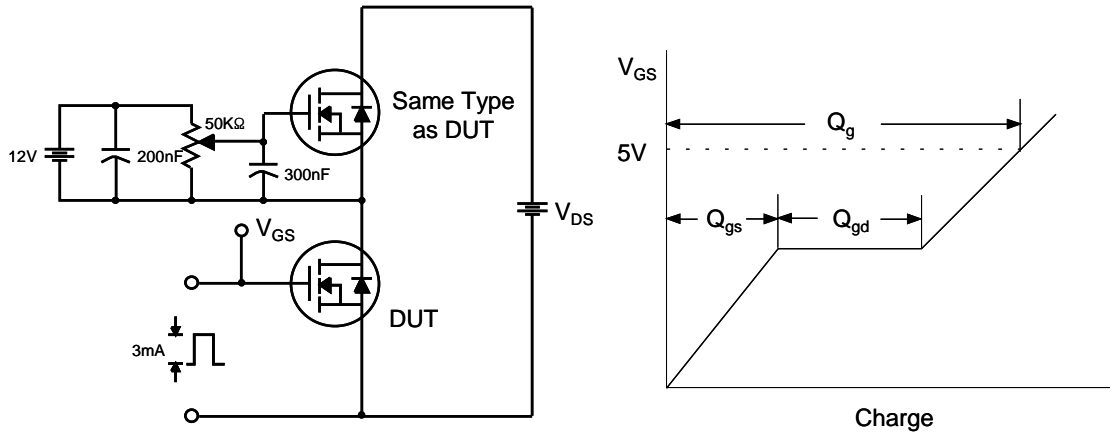 Same Type
as DUT
50KΩ
12V
200nF
300nF
V_GS
V_DS
DUT
3mA
V_GS
Q_g
5V
Q_gs
Q_gd
Charge